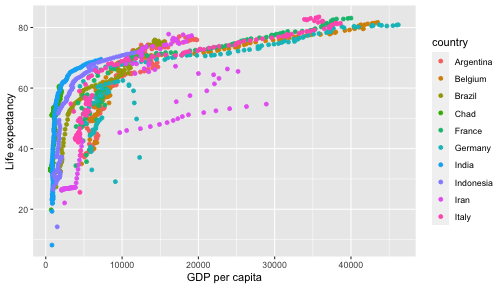 80
60
40
20
Life expectancy
0
10000
20000
30000
40000
GDP per capita
country
Argentina
Belgium
Brazil
Chad
France
Germany
India
Indonesia
Iran
Italy